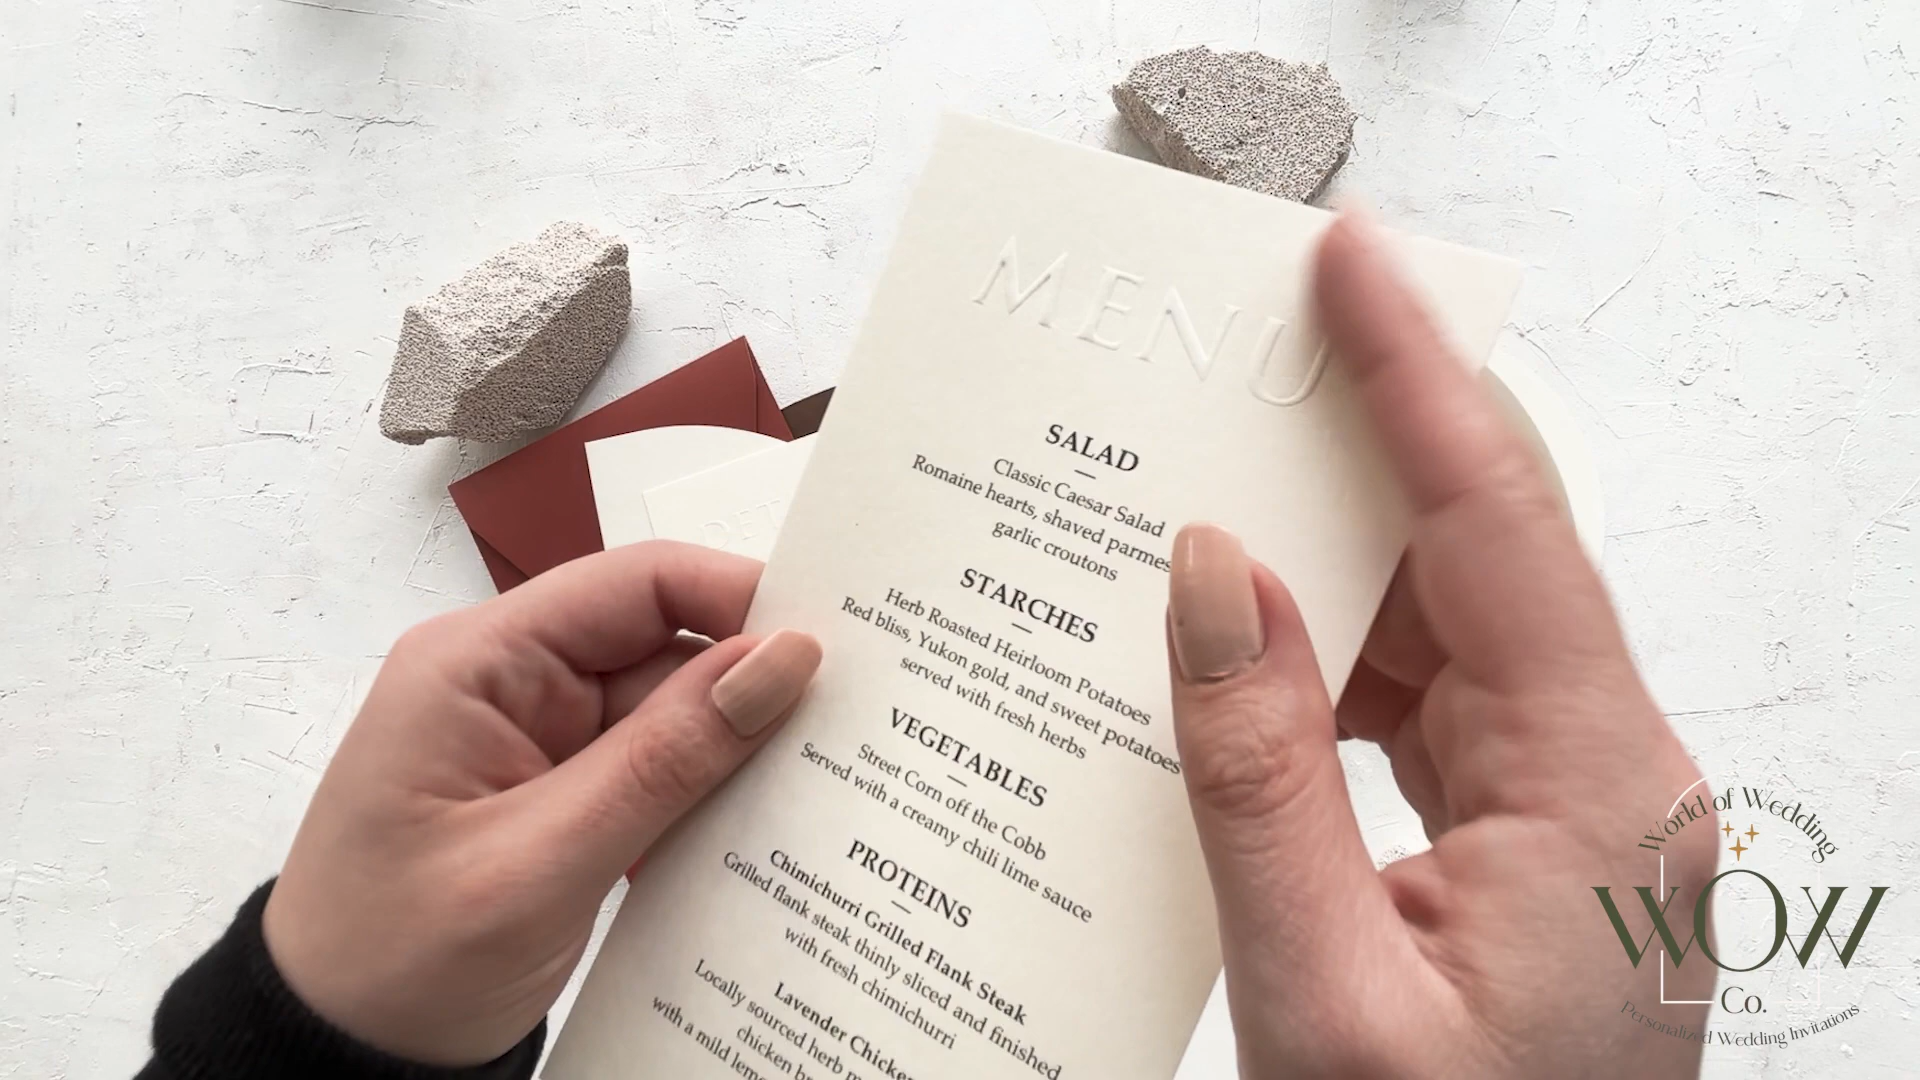 MENU
SALAD
Classic Caesar Salad
Romaine hearts, shaved parmes
garlic croutons
STARCHES
Herb Roasted Heirloom Potatoes
Red bliss, Yukon gold, and sweet potatoes
served with fresh herbs
VEGETABLES
Street Corn off the Cobb
Served with a creamy chili lime sauce
PROTEINS
Chimichurri Grilled Flank Steak
Grilled flank steak thinly sliced and finished
with fresh chimichurri
Lavender Chicken
Locally sourced herb
chicken
with a mild
World of Wedding
WOW
Co.
Personalized Wedding Invitations